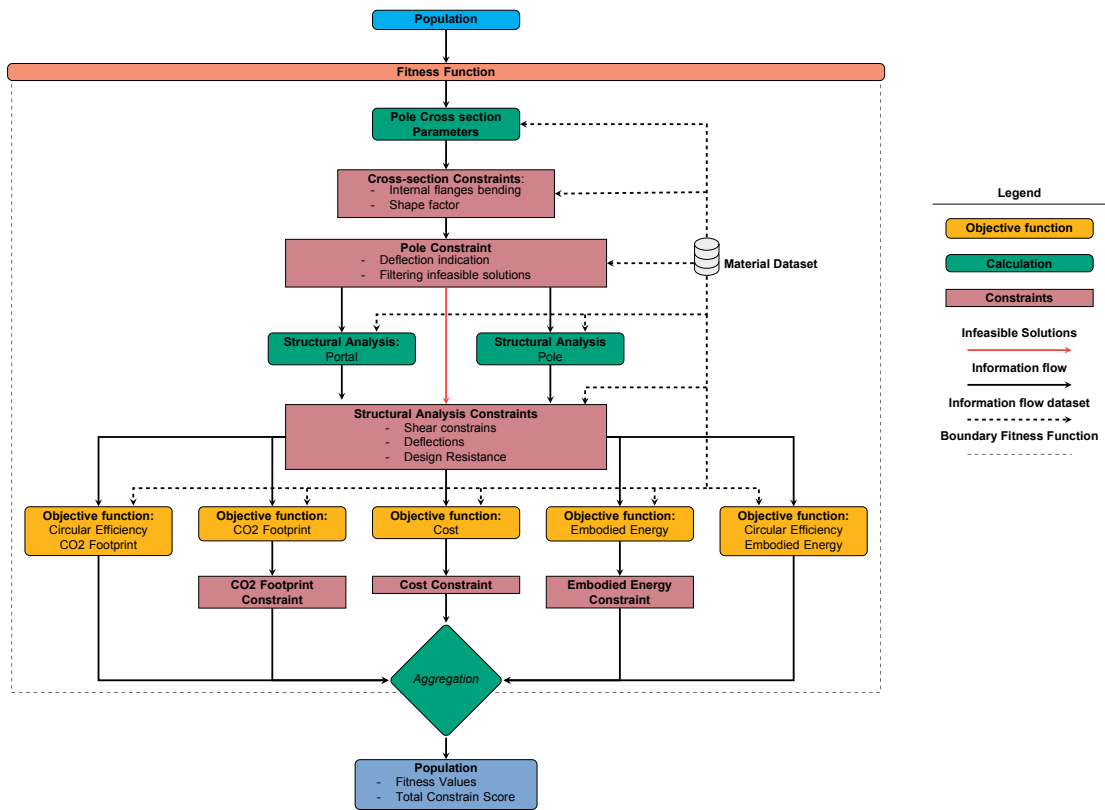 Population
Fitness Function
Pole Cross section
Parameters
Cross-section Constraints:
- Internal flanges bending
- Shape factor
Pole Constraint
- Deflection indication
- Filtering infeasible solutions
Material Dataset
Structural Analysis:
Portal
Structural Analysis
Pole
Structural Analysis Constraints
- Shear constrains
- Deflections
- Design Resistance
Objective function:
Circular Efficiency
CO2 Footprint
Objective function:
CO2 Footprint
Objective function:
Cost
Objective function:
Embodied Energy
Objective function:
Circular Efficiency
Embodied Energy
CO2 Footprint
Constraint
Cost Constraint
Embodied Energy
Constraint
Aggregation
Population
- Fitness Values
- Total Constrain Score
Legend
Objective function
Calculation
Constraints
Infeasible Solutions
Information flow
Information flow dataset
Boundary Fitness Function